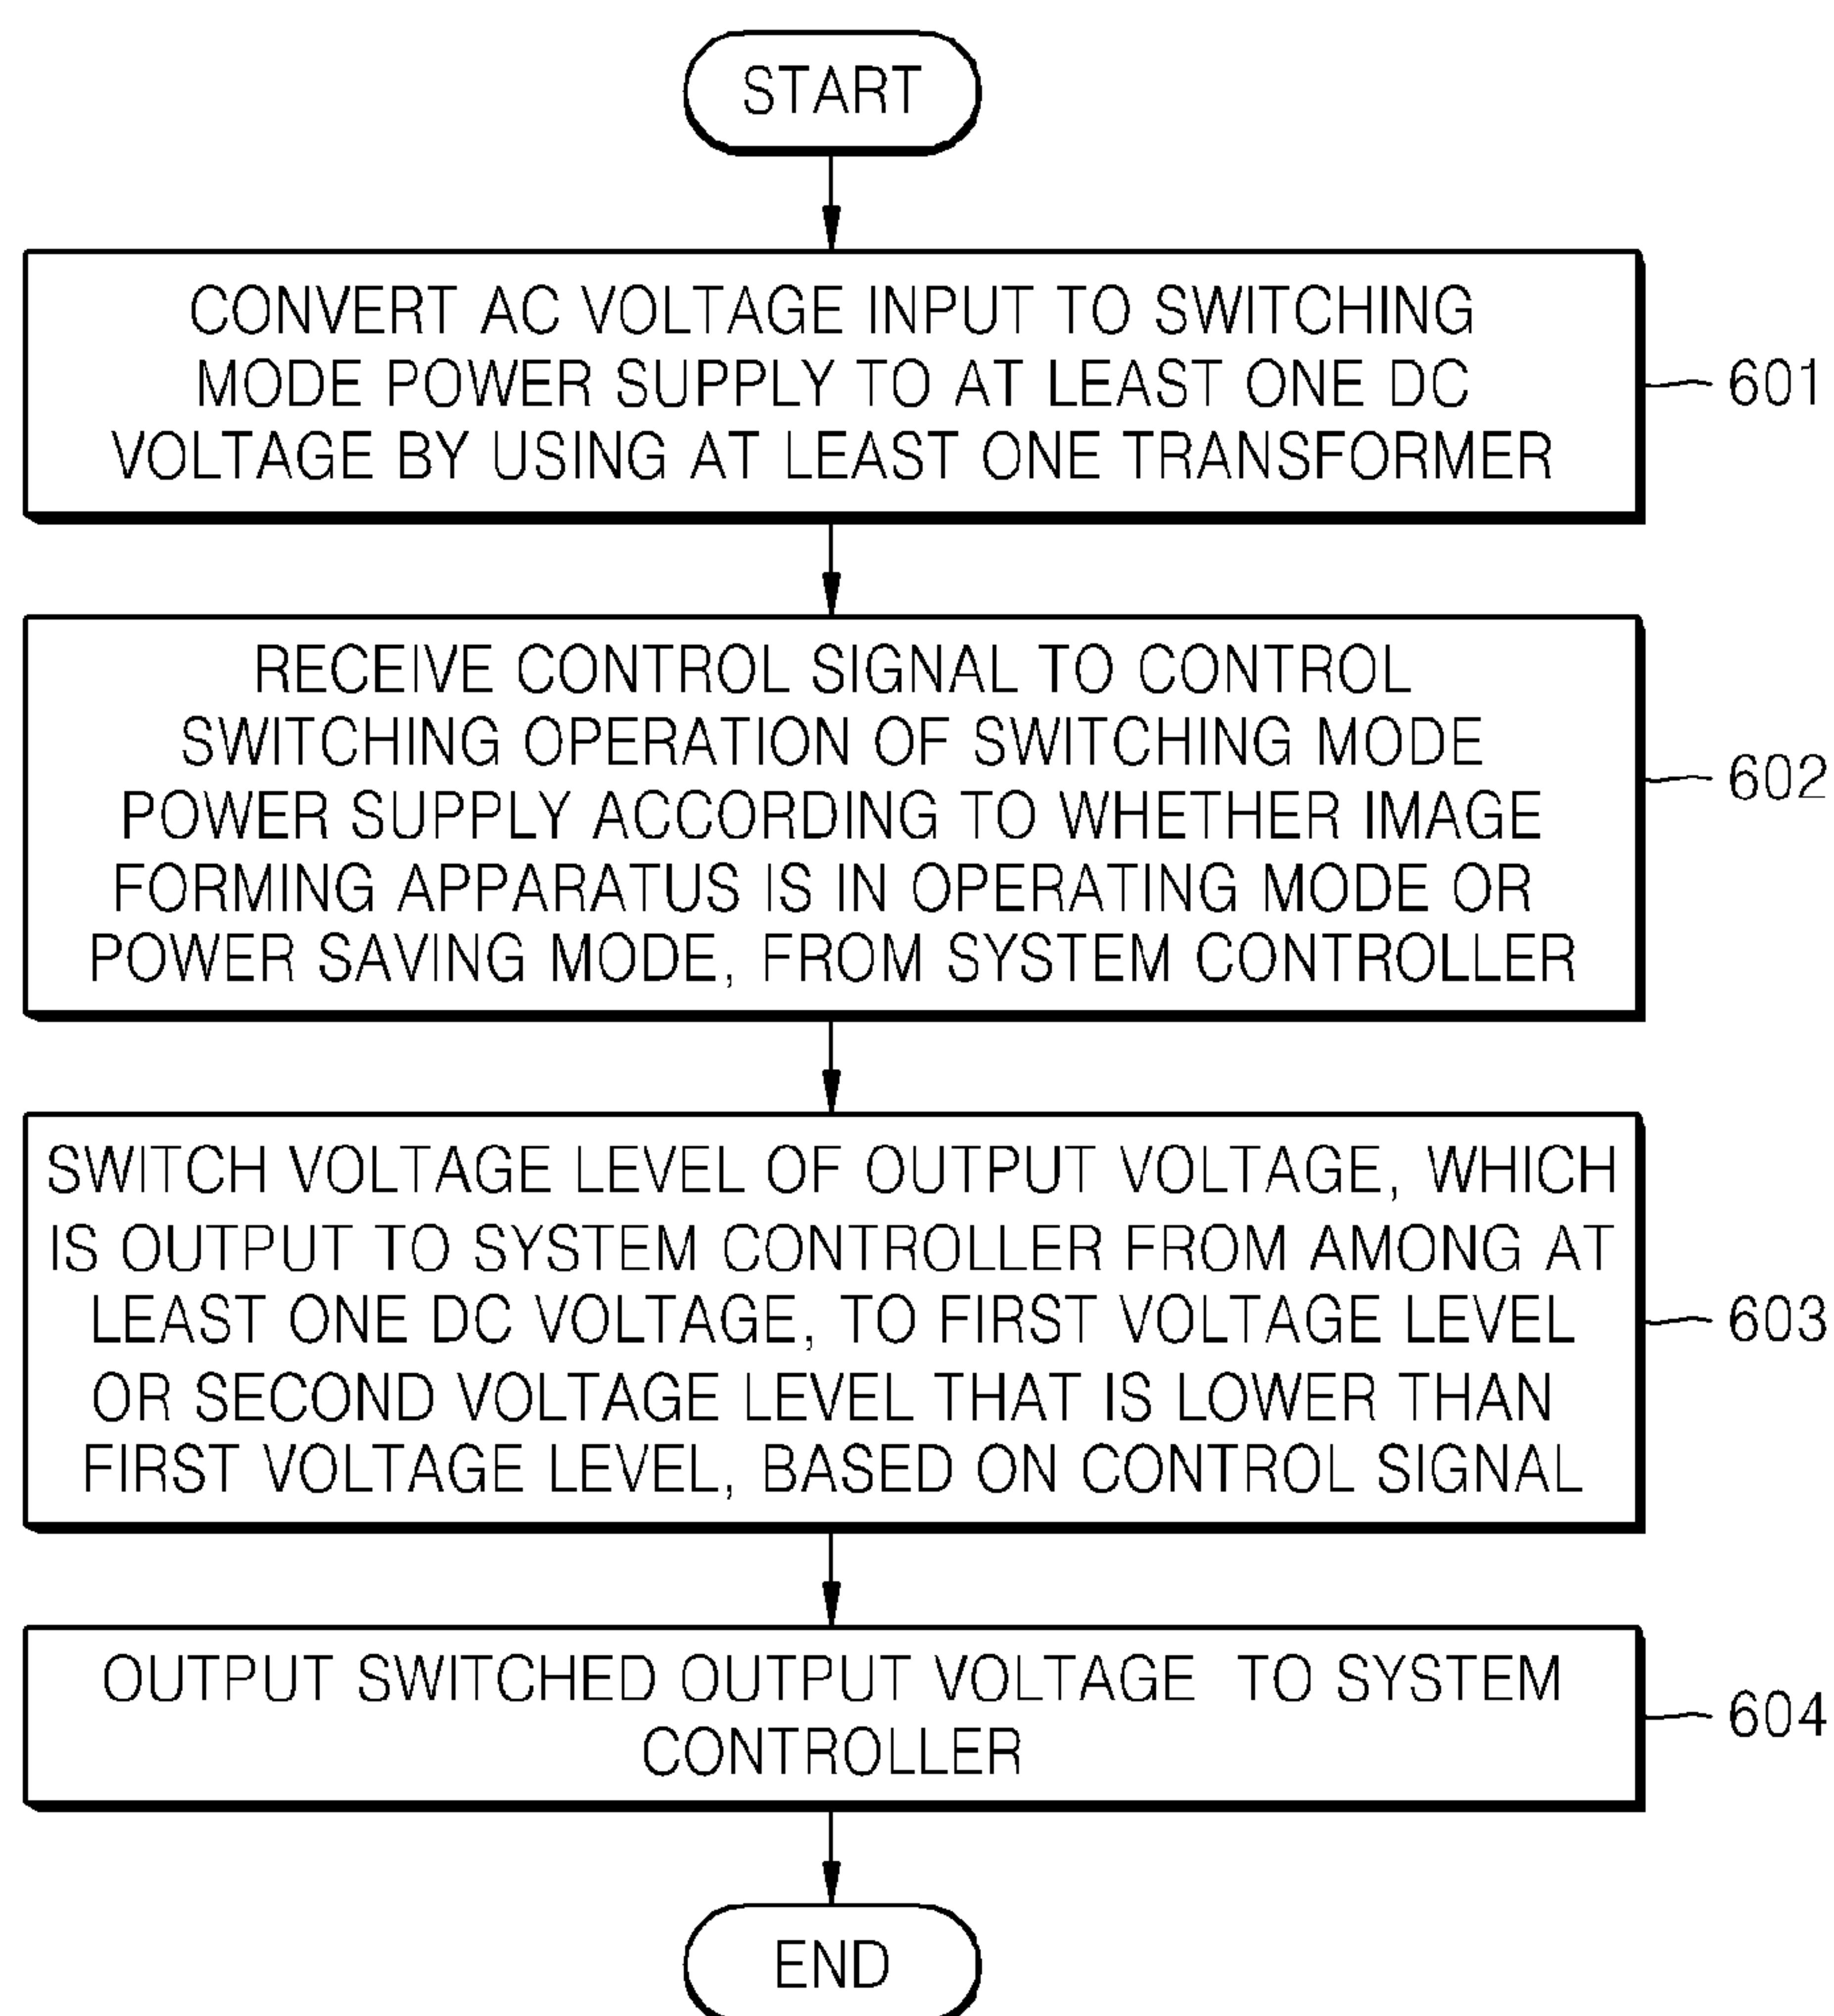 START
CONVERT AC VOLTAGE INPUT TO SWITCHING
MODE POWER SUPPLY TO AT LEAST ONE DC
VOLTAGE BY USING AT LEAST ONE TRANSFORMER
601
RECEIVE CONTROL SIGNAL TO CONTROL
SWITCHING OPERATION OF SWITCHING MODE
POWER SUPPLY ACCORDING TO WHETHER IMAGE
FORMING APPARATUS IS IN OPERATING MODE OR
POWER SAVING MODE, FROM SYSTEM CONTROLLER
602
SWITCH VOLTAGE LEVEL OF OUTPUT VOLTAGE, WHICH
IS OUTPUT TO SYSTEM CONTROLLER FROM AMONG AT
LEAST ONE DC VOLTAGE, TO FIRST VOLTAGE LEVEL
OR SECOND VOLTAGE LEVEL THAT IS LOWER THAN
FIRST VOLTAGE LEVEL, BASED ON CONTROL SIGNAL
603
OUTPUT SWITCHED OUTPUT VOLTAGE TO SYSTEM
CONTROLLER
604
END